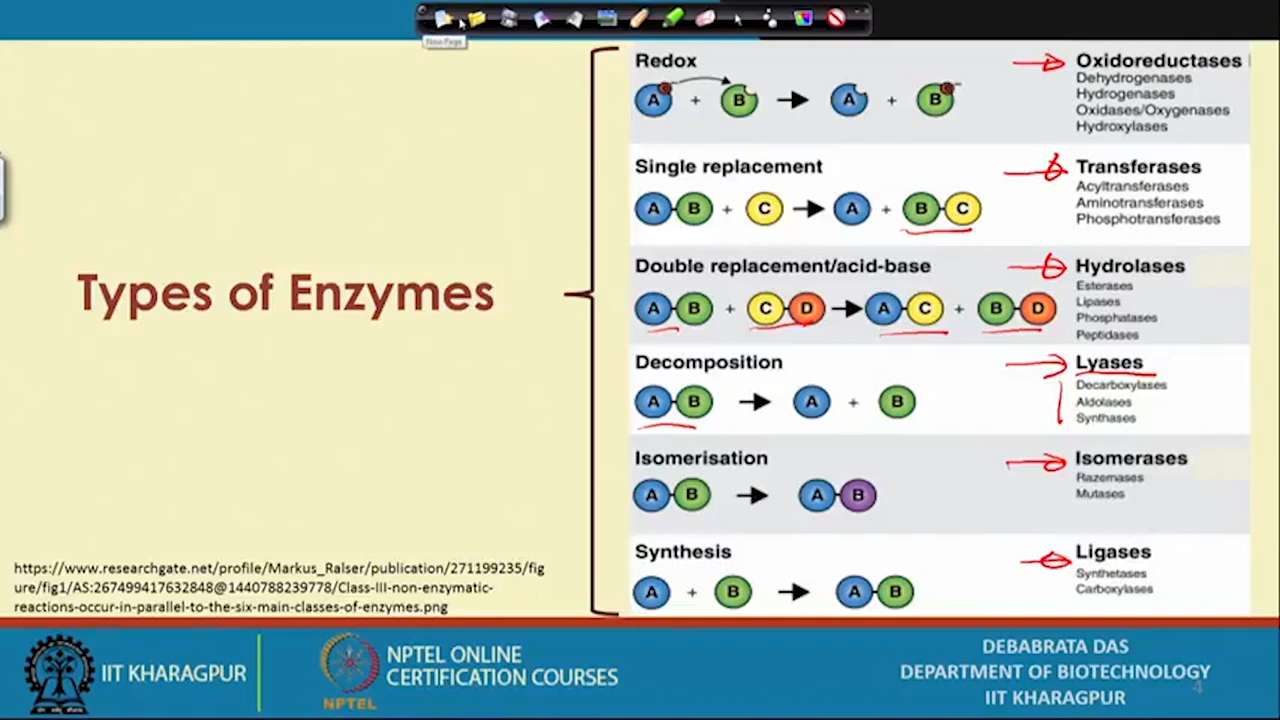 New Page
Types of Enzymes
Redox
A + B A + B
Oxidoreductases
Dehydrogenases
Hydrogenases
Oxidases/Oxygenases
Hydroxylases
Single replacement
A B + C A + B C
Transferases
Acyltransferases
Aminotransferases
Phosphotransferases
Double replacement/acid-base
A B + C D A C + B D
Hydrolases
Esterases
Lipases
Phosphatases
Peptidases
Decomposition
A B A + B
Lyases
Decarboxylases
Aldolases
Synthases
Isomerisation
A B A B
Isomerases
Razemases
Mutases
Synthesis
A + B A B
Ligases
Synthetases
Carboxylases
https://www.researchgate.net/profile/Markus_Ralser/publication/271199235/fig
ure/fig1/AS:267499417632848@1440788239778/Class-III-non-enzymatic-
reactions-occur-in-parallel-to-the-six-main-classes-of-enzymes.png
IIT KHARAGPUR
NPTEL
NPTEL ONLINE
CERTIFICATION COURSES
DEBABRATA DAS
DEPARTMENT OF BIOTECHNOLOGY
IIT KHARAGPUR
4